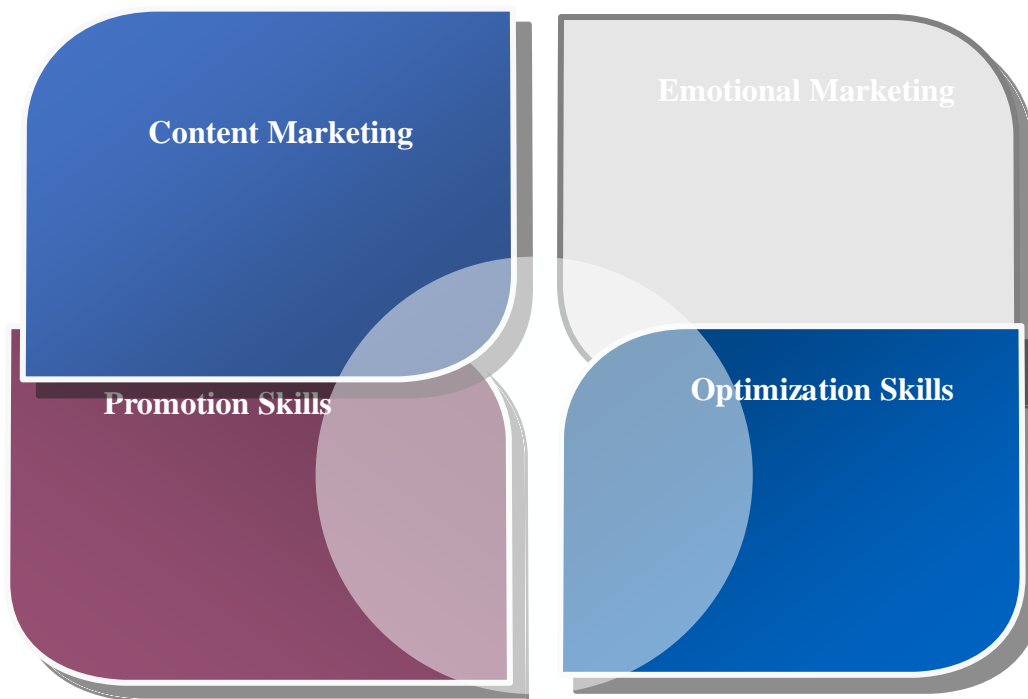 Content Marketing
Emotional Marketing
Promotion Skills
Optimization Skills